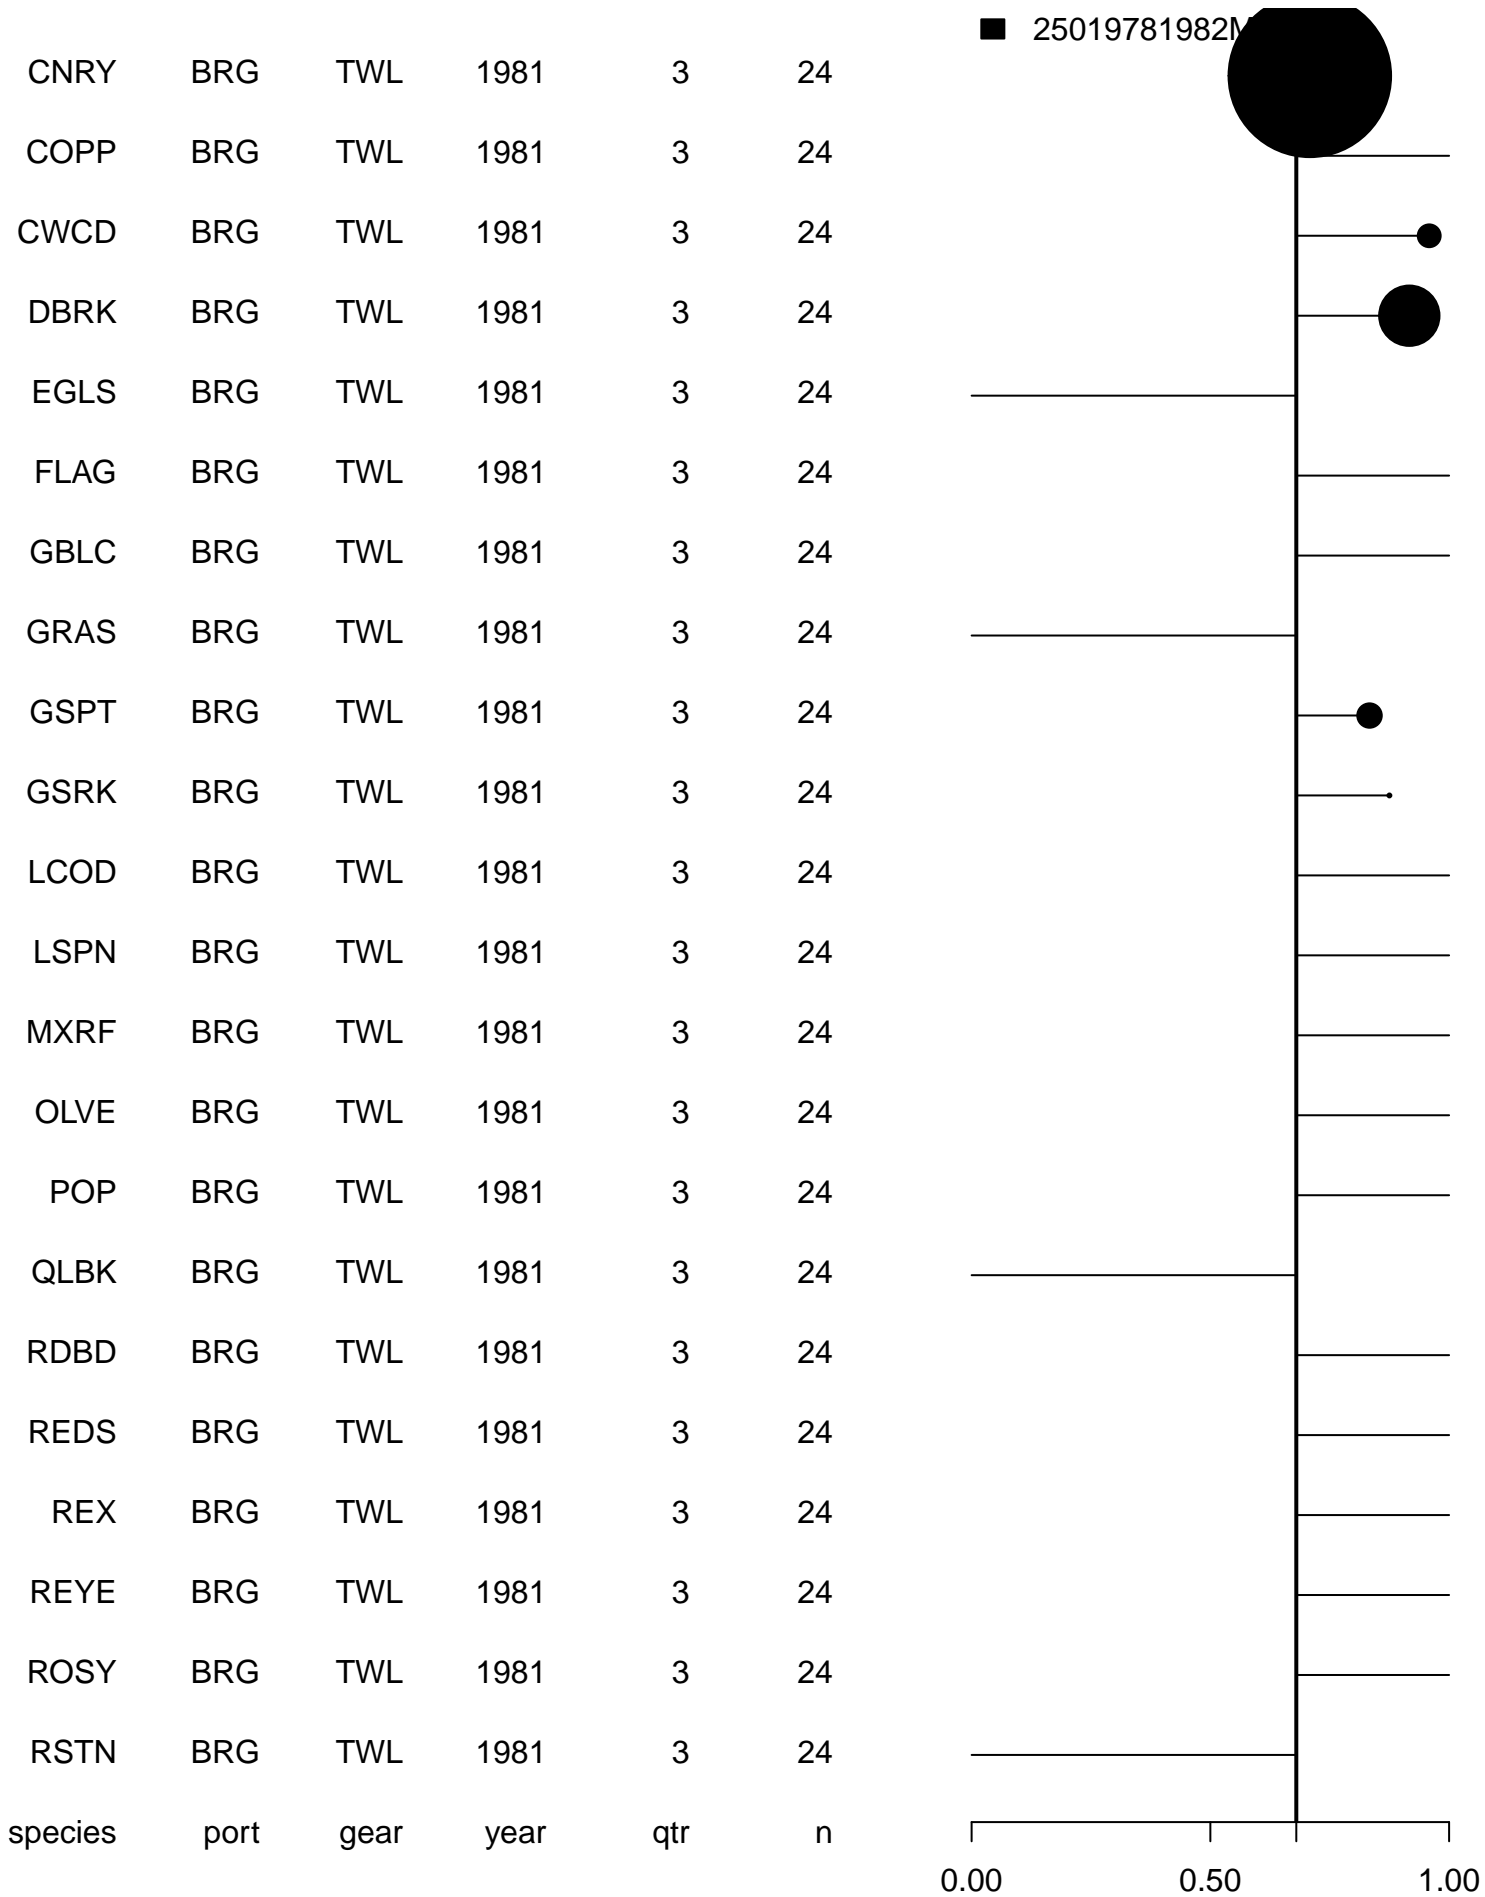 25019781982M
CNRY BRG TWL 1981 3 24
COPP BRG TWL 1981 3 24
CWCD BRG TWL 1981 3 24
DBRK BRG TWL 1981 3 24
EGLS BRG TWL 1981 3 24
FLAG BRG TWL 1981 3 24
GBLC BRG TWL 1981 3 24
GRAS BRG TWL 1981 3 24
GSPT BRG TWL 1981 3 24
GSRK BRG TWL 1981 3 24
LCOD BRG TWL 1981 3 24
LSPN BRG TWL 1981 3 24
MXRF BRG TWL 1981 3 24
OLVE BRG TWL 1981 3 24
POP BRG TWL 1981 3 24
QLBK BRG TWL 1981 3 24
RDBD BRG TWL 1981 3 24
REDS BRG TWL 1981 3 24
REX BRG TWL 1981 3 24
REYE BRG TWL 1981 3 24
ROSY BRG TWL 1981 3 24
RSTN BRG TWL 1981 3 24
species port gear year qtr n
0.00 0.50 1.00